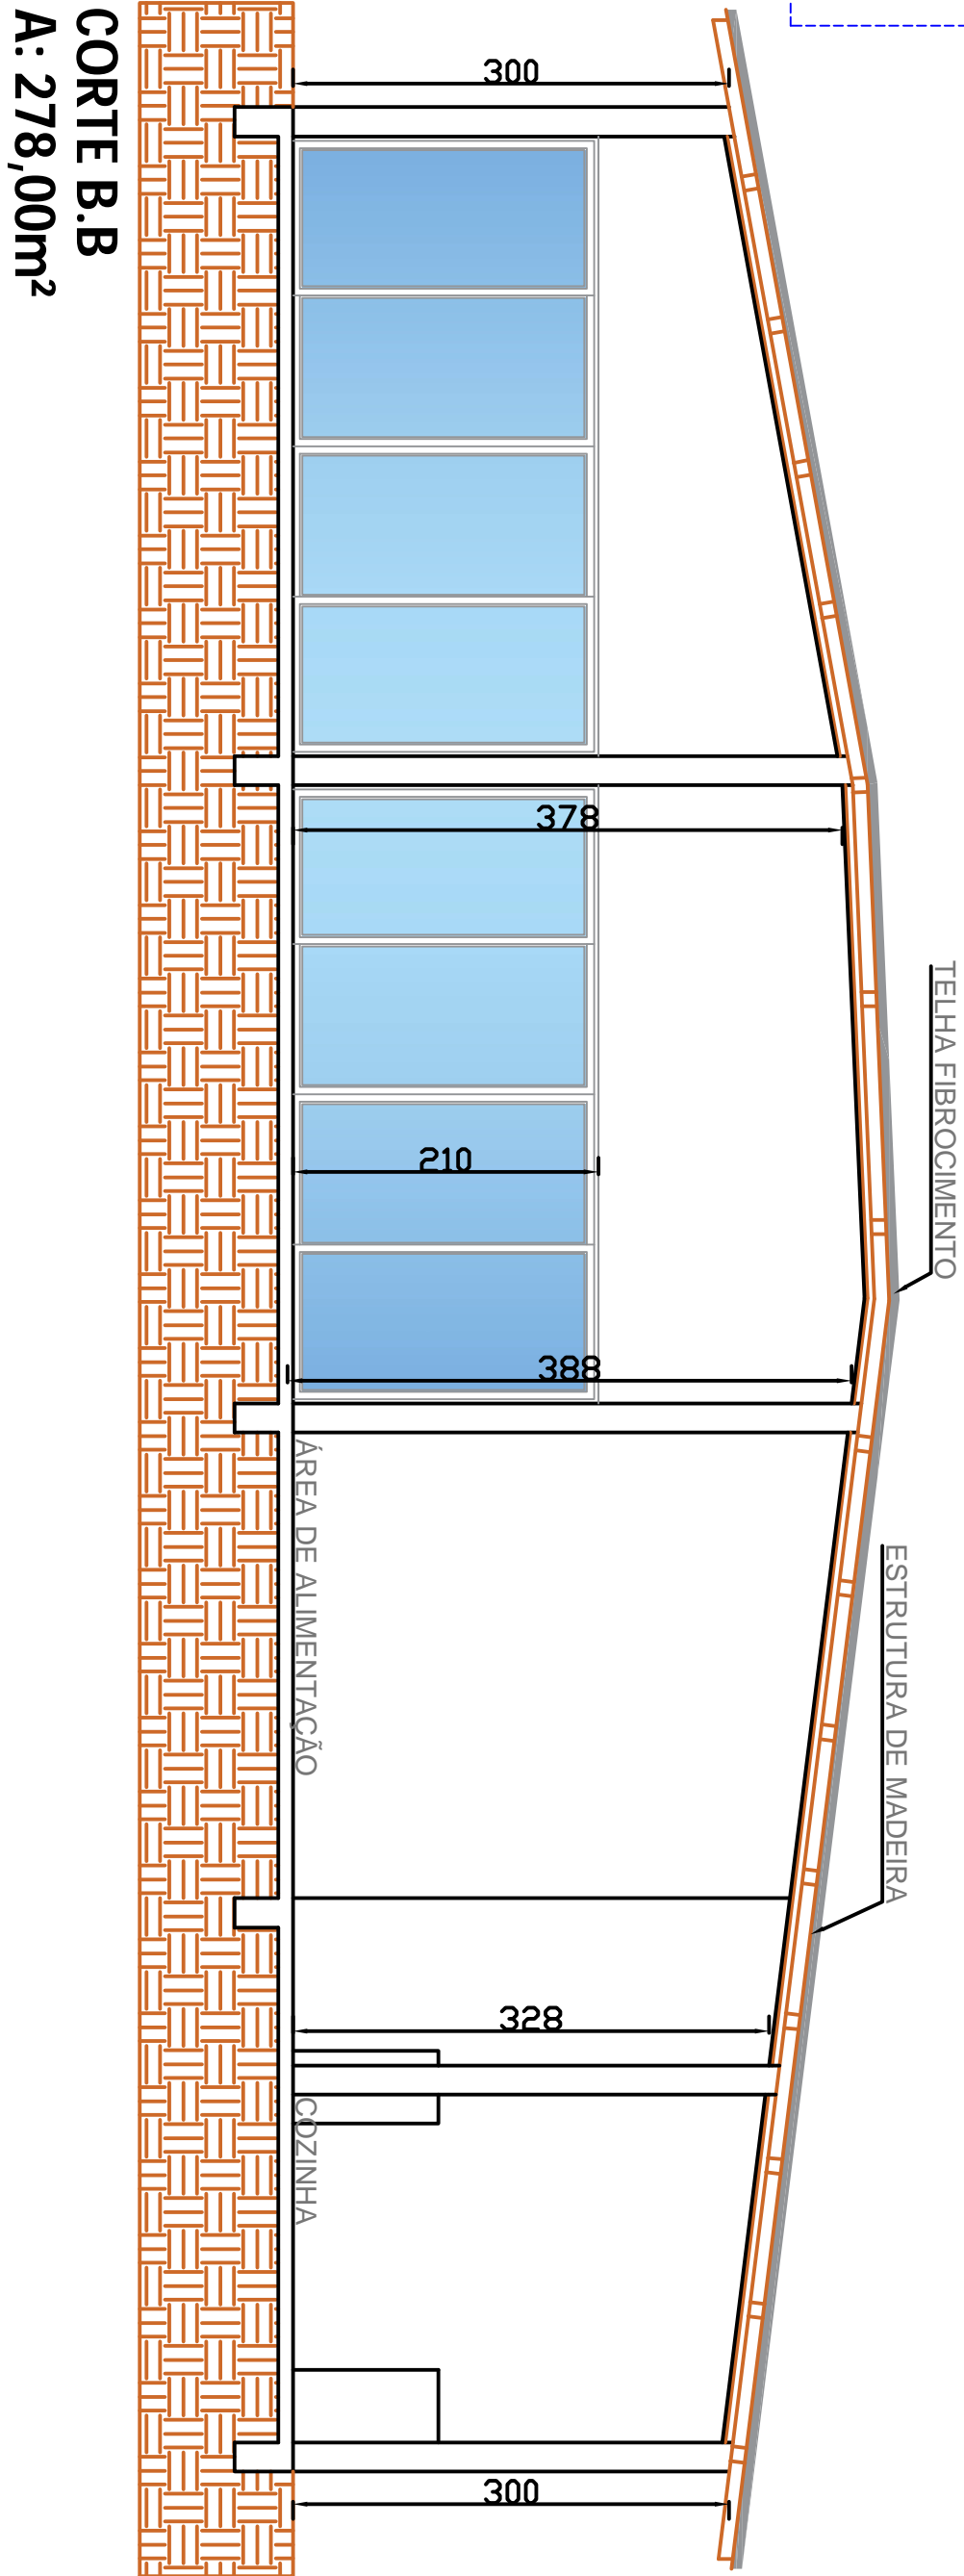 TELHA FIBROCIMENTO
ESTRUTURA DE MADEIRA
300
378
210
388
328
300
ÁREA DE ALIMENTAÇÃO
COZINHA
CORTE B.B
A: 278,00m²